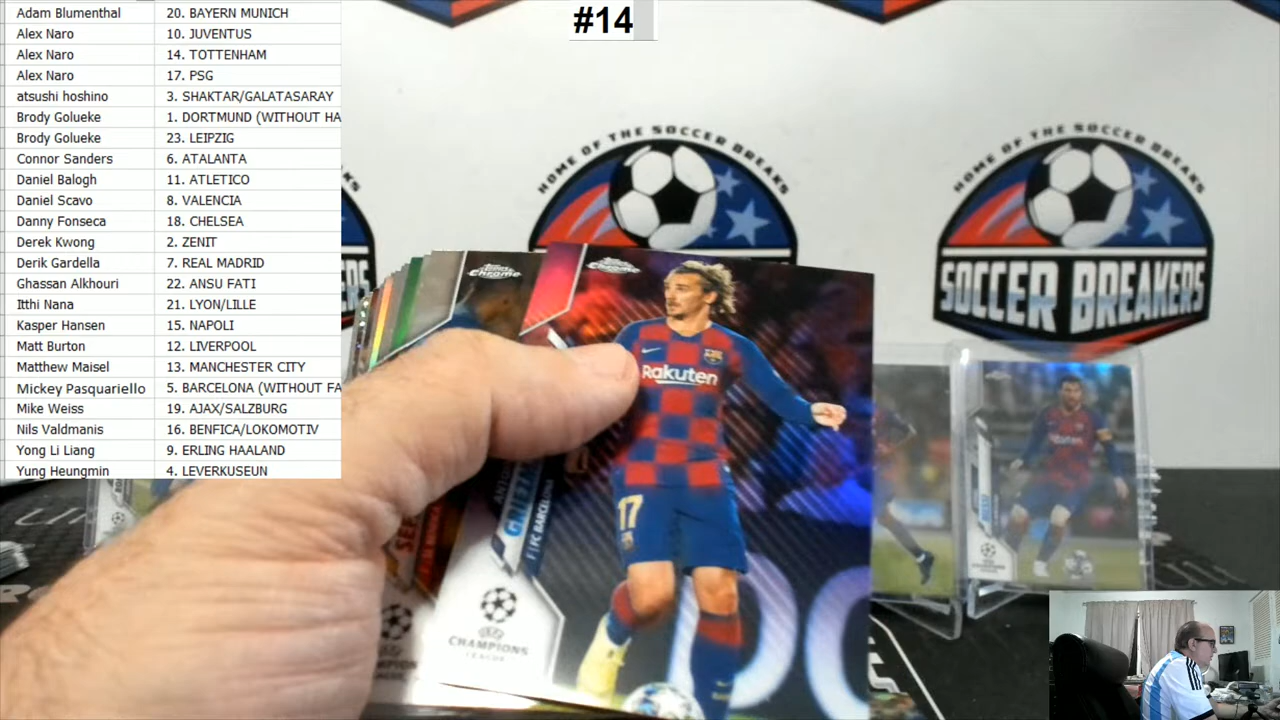 Adam Blumenthal 20. BAYERN MUNICH
Alex Naro 10. JUVENTUS
Alex Naro 14. TOTTENHAM
Alex Naro 17. PSG
atsushi hoshino 3. SHAKTAR/GALATASARAY
Brody Golueke 1. DORTMUND (WITHOUT HA
Brody Golueke 23. LEIPZIG
Connor Sanders 6. ATALANTA
Daniel Balogh 11. ATLETICO
Daniel Scavo 8. VALENCIA
Danny Fonseca 18. CHELSEA
Derek Kwong 2. ZENIT
Derik Gardella 7. REAL MADRID
Ghassan Alkhouri 22. ANSU FATI
Itthi Nana 21. LYON/LILLE
Kasper Hansen 15. NAPOLI
Matt Burton 12. LIVERPOOL
Matthew Maisel 13. MANCHESTER CITY
Mickey Pasquariello 5. BARCELONA (WITHOUT FA
Mike Weiss 19. AJAX/SALZBURG
Nils Valdmanis 16. BENFICA/LOKOMOTIV
Yong Li Liang 9. ERLING HAALAND
Yung Heungmin 4. LEVERKUSEUN
#14
HOME OF THE SOCCER BREAKS
HOME OF THE SOCCER BREAKS
SOCCER BREAKERS
Topps Chrome
Topps Chrome
Rakuten
17
FC BARCELONA
CHAMPIONS
LEAGUE
MESSI